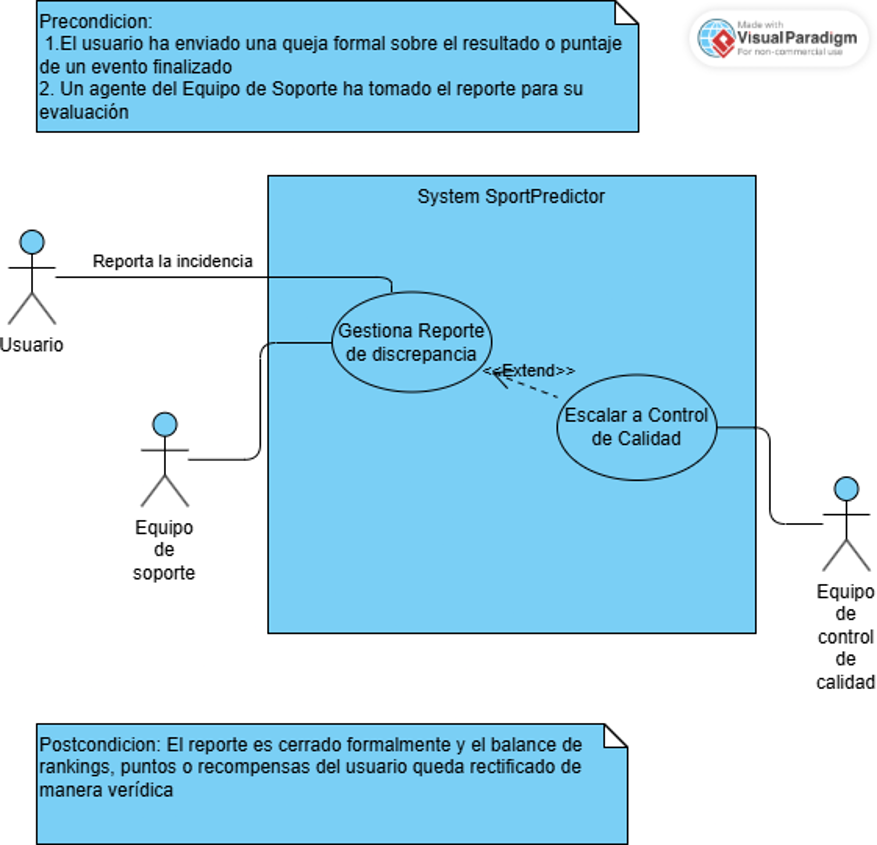 Precondicion:
1.El usuario ha enviado una queja formal sobre el resultado o puntaje
de un evento finalizado
2. Un agente del Equipo de Soporte ha tomado el reporte para su
evaluación
Made with
VisualParadigm
For non-commercial use
System SportPredictor
Reporta la incidencia
Usuario
Gestiona Reporte
de discrepancia
<<Extend>>
Escalar a Control
de Calidad
Equipo
de
soporte
Equipo
de
control
de
calidad
Postcondicion: El reporte es cerrado formalmente y el balance de
rankings, puntos o recompensas del usuario queda rectificado de
manera verídica